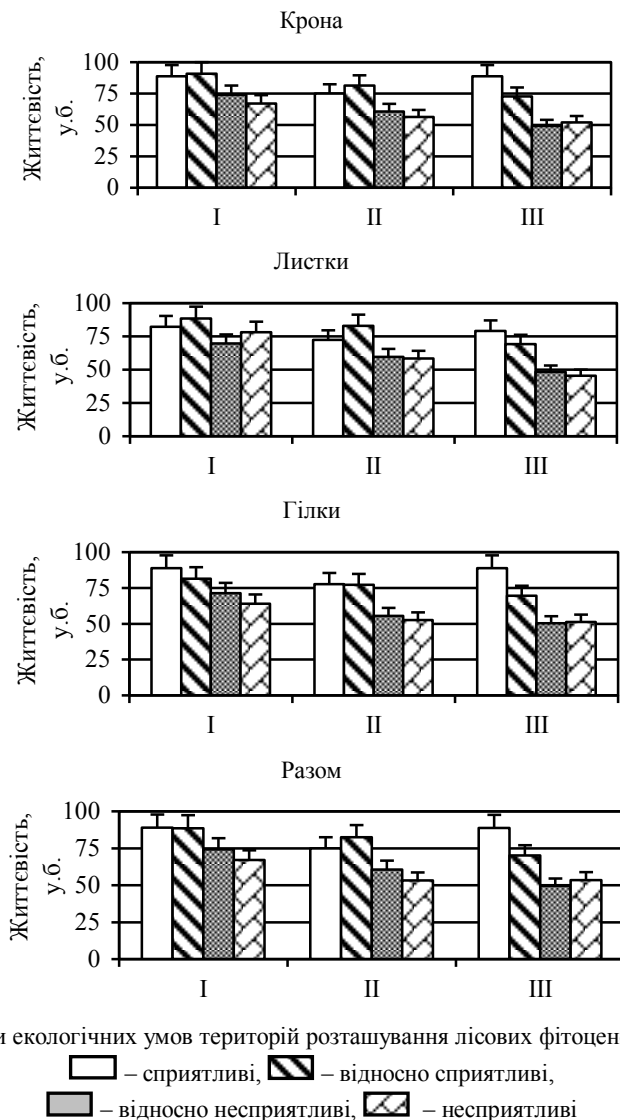 Крона
Життєвість,
у.б.
100
75
50
25
0
I II III
Листки
Життєвість,
у.б.
100
75
50
25
0
I II III
Гілки
Життєвість,
у.б.
100
75
50
25
0
I II III
Разом
Життєвість,
у.б.
100
75
50
25
0
I II III
екологічних умов територій розташування лісових
– сприятливі, – відносно сприятливі,
– відносно несприятливі, – несприятливі